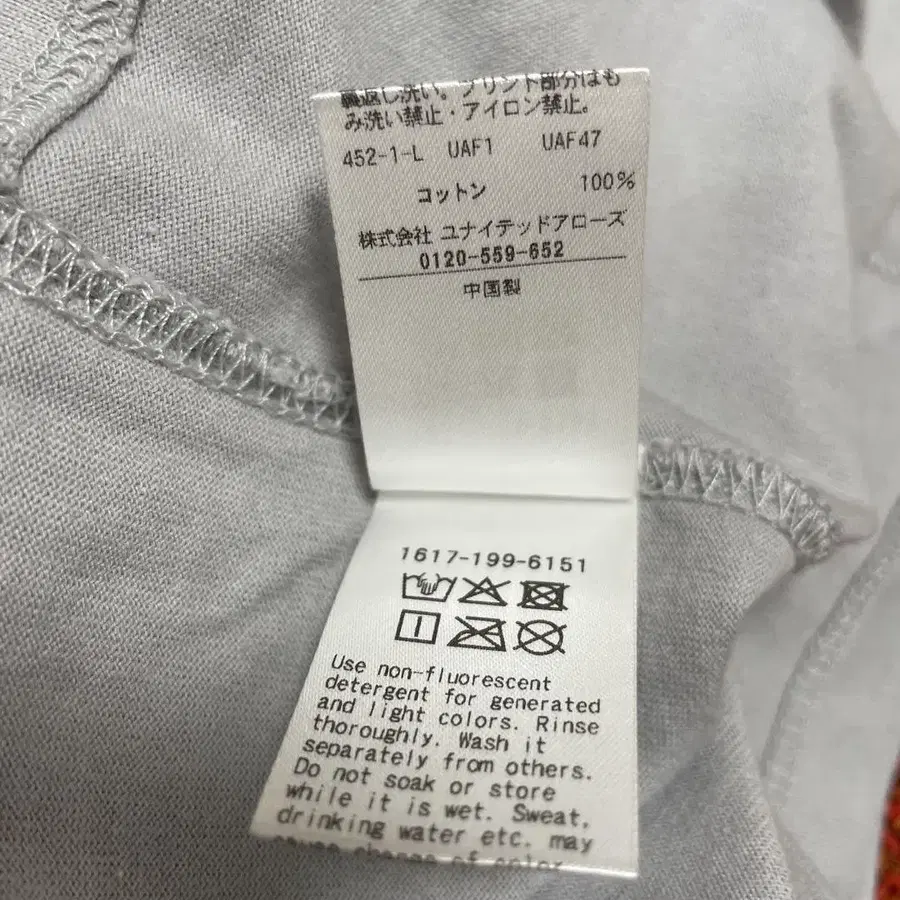 裏返し洗い。プリント部分はも
み洗い禁止・アイロン禁止。
452-1-L UAF1 UAF47
コットン 100%
株式会社 ユナイテッドアローズ
0120-559-652
中国製
1617-199-6151
Use non-fluorescent
detergent for generated
and light colors. Rinse
thoroughly. Wash it
separately from others.
Do not soak or store
while it is wet. Sweat,
drinking water etc. may
cause change of color